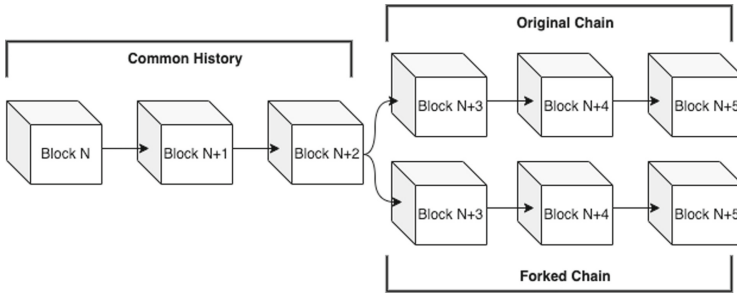 Original Chain
Common History
Block N+3
Block N+4
Block N+5
Block N
Block N+1
Block N+2
Block N+3
Block N+4
Block N+5
Forked Chain